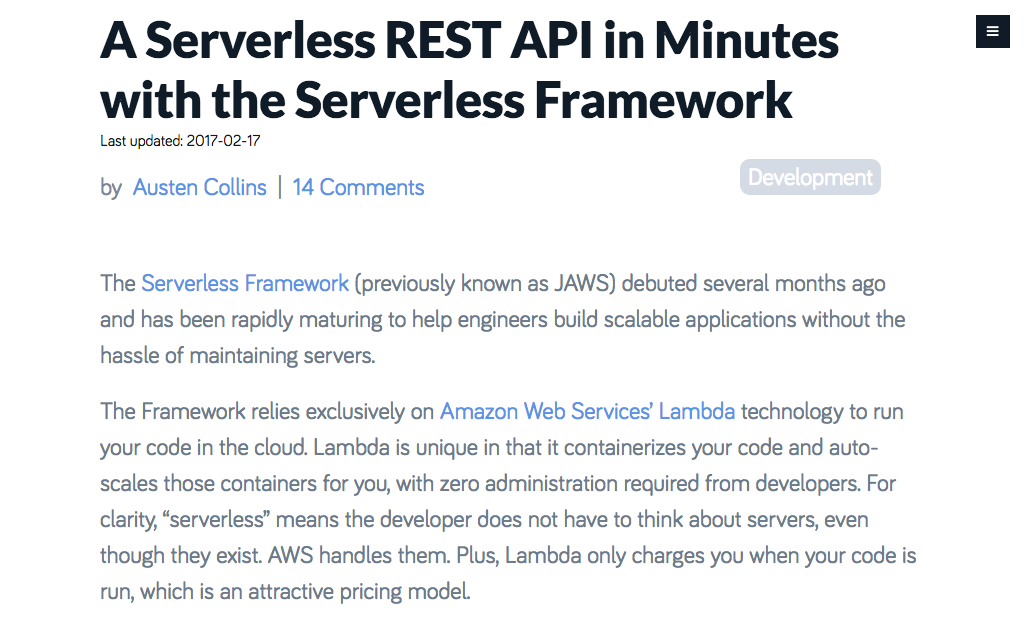 A Serverless REST API in Minutes
with the Serverless Framework
Last updated: 2017-02-17
by Austen Collins | 14 Comments
Development
The Serverless Framework (previously known as JAWS) debuted several months ago
and has been rapidly maturing to help engineers build scalable applications without the
hassle of maintaining servers.
The Framework relies exclusively on Amazon Web Services’ Lambda technology to run
your code in the cloud. Lambda is unique in that it containerizes your code and auto-
scales those containers for you, with zero administration required from developers. For
clarity, “serverless” means the developer does not have to think about servers, even
though they exist. AWS handles them. Plus, Lambda only charges you when your code is
run, which is an attractive pricing model.